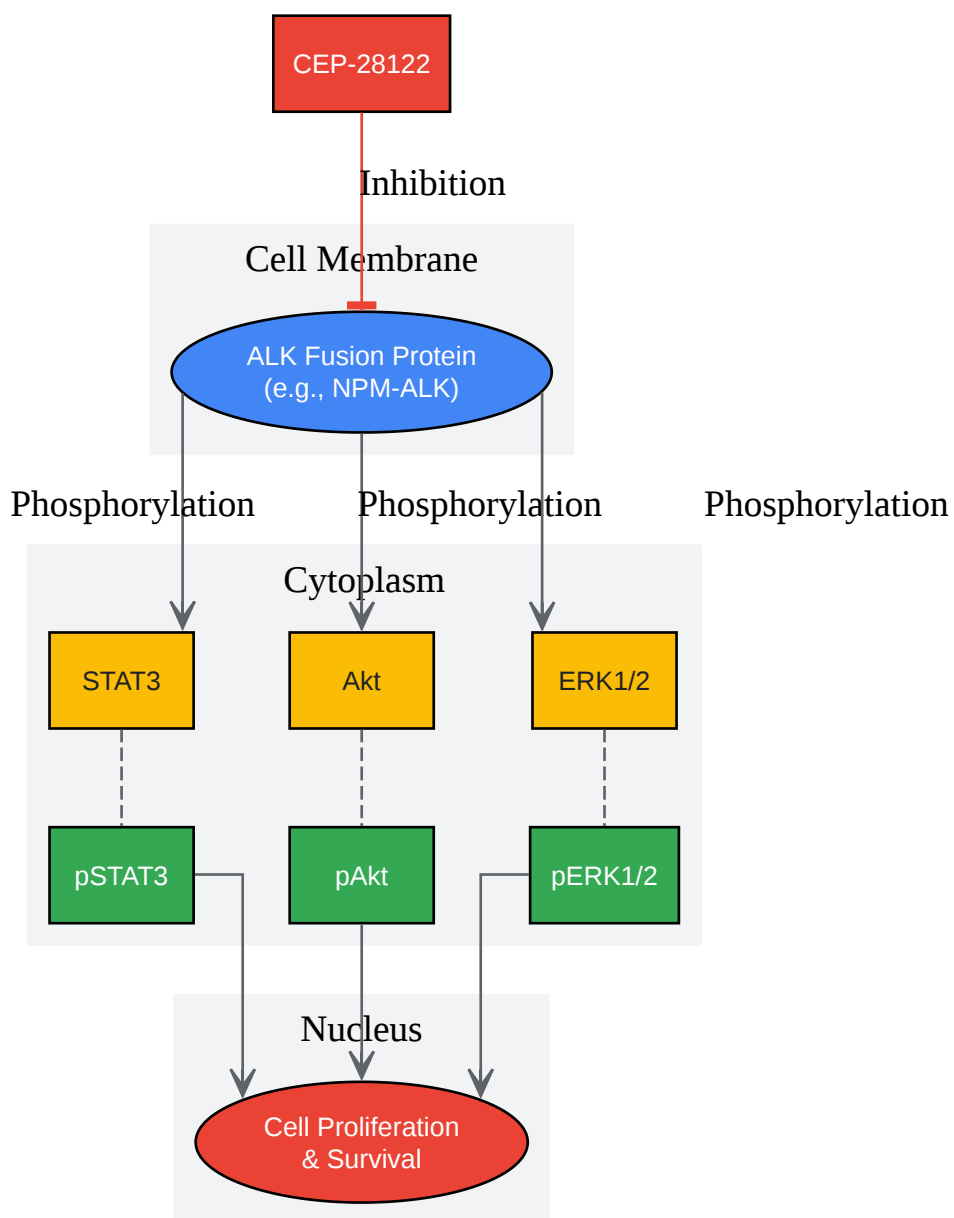 CEP-28122
Inhibition
Cell Membrane
ALK Fusion Protein
(e.g., NPM-ALK)
Phosphorylation
Phosphorylation
Phosphorylation
Cytoplasm
STAT3
Akt
ERK1/2
pSTAT3
pAkt
pERK1/2
Nucleus
Cell Proliferation
& Survival